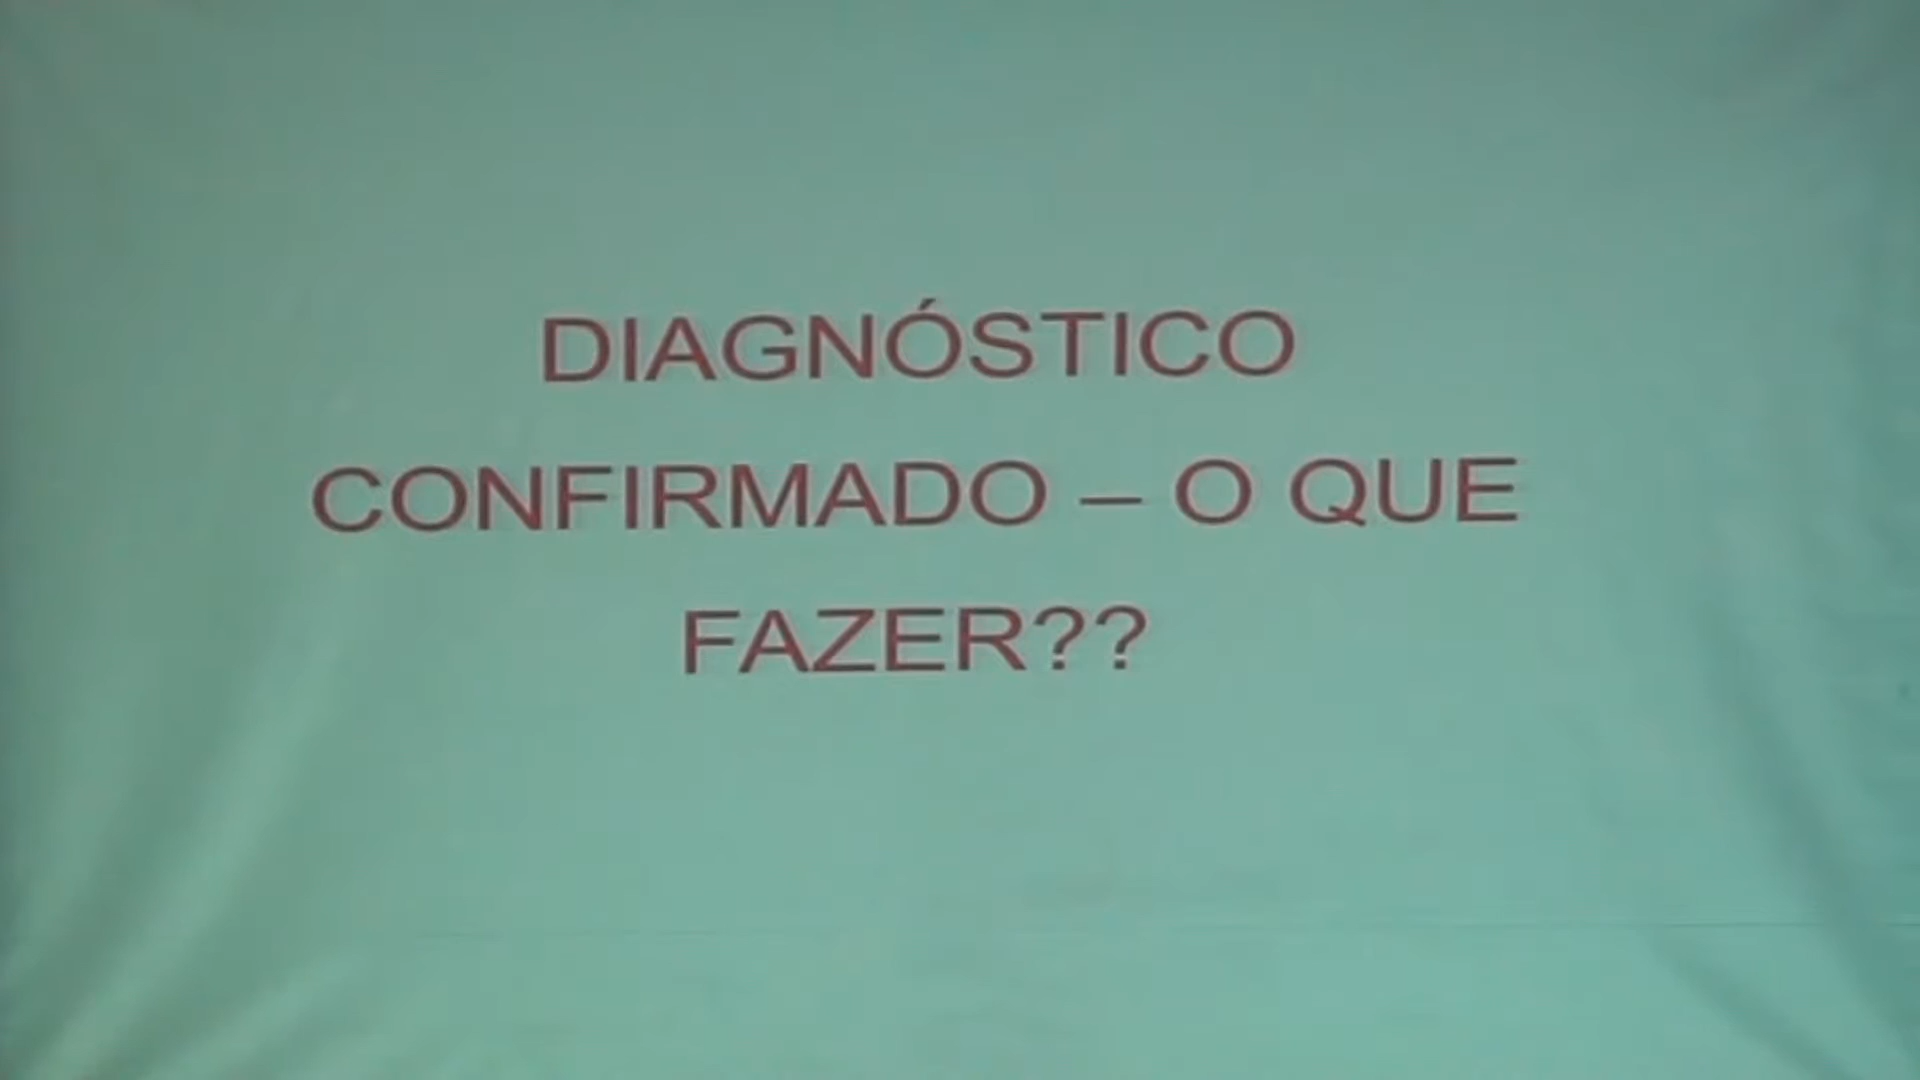 DIAGNÓSTICO
CONFIRMADO – O QUE
FAZER??